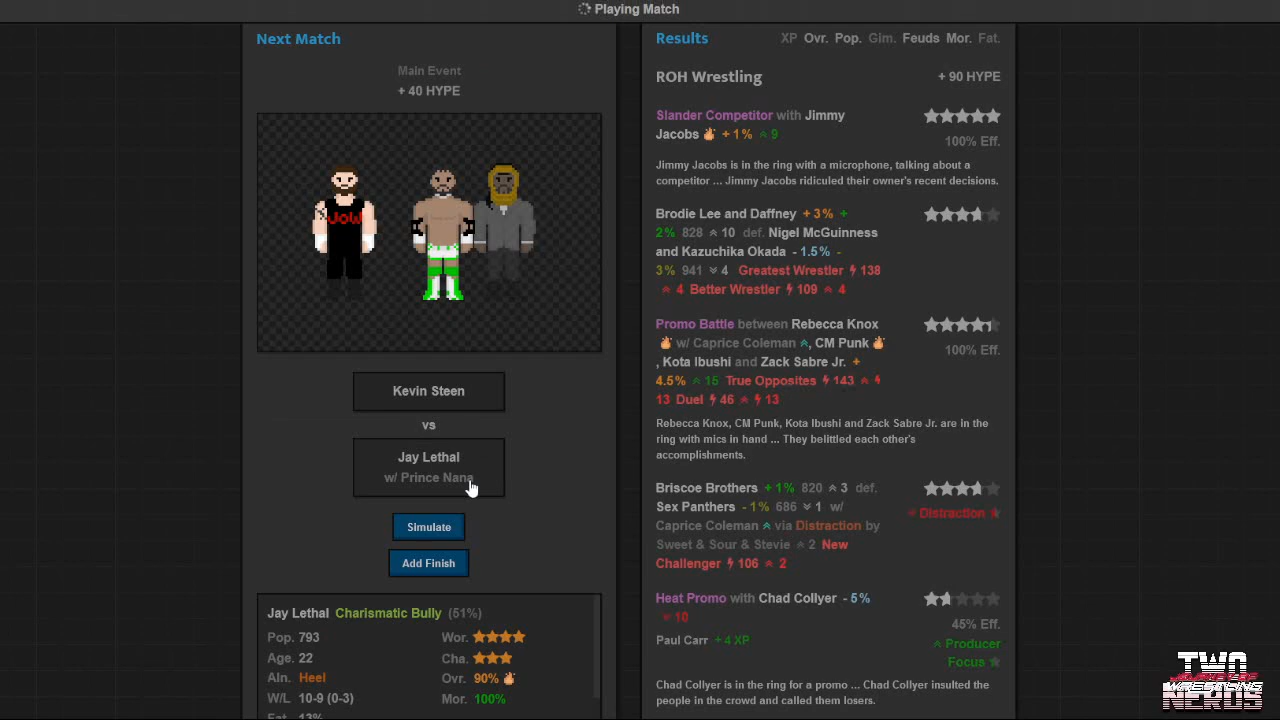 Playing Match
Next Match
Main Event
+ 40 HYPE
JoW
Kevin Steen
vs
Jay Lethal
w/ Prince Nana
Simulate
Add Finish
Jay Lethal Charismatic Bully (51%)
Pop. 793 Wor.
Age. 22 Cha.
Aln. Heel Ovr. 90%
W/L 10-9 (0-3) Mor. 100%
Fat. 13%
Results XP Ovr. Pop. Gim. Feuds Mor. Fat.
ROH Wrestling + 90 HYPE
Slander Competitor with Jimmy
Jacobs + 1% 9
100% Eff.
Jimmy Jacobs is in the ring with a microphone, talking about a
competitor ... Jimmy Jacobs ridiculed their owner's recent decisions.
Brodie Lee and Daffney + 3% +
2% 828 10 def. Nigel McGuinness
and Kazuchika Okada - 1.5% -
3% 941 4 Greatest Wrestler 138
4 Better Wrestler 109 4
Promo Battle between Rebecca Knox
w/ Caprice Coleman , CM Punk
, Kota Ibushi and Zack Sabre Jr. +
4.5% 15 True Opposites 143
13 Duel 46 13
100% Eff.
Rebecca Knox, CM Punk, Kota Ibushi and Zack Sabre Jr. are in the
ring with mics in hand ... They belittled each other's
accomplishments.
Briscoe Brothers + 1% 820 3 def.
Sex Panthers - 1% 686 1 w/
Caprice Coleman via Distraction by
Sweet & Sour & Stevie 2 New
Challenger 106 2
Distraction
Heat Promo with Chad Collyer - 5%
10
45% Eff.
Paul Carr + 4 XP
Producer
Focus
Chad Collyer is in the ring for a promo ... Chad Collyer insulted the
people in the crowd and called them losers.
TWO
WRESTLING
NERDS